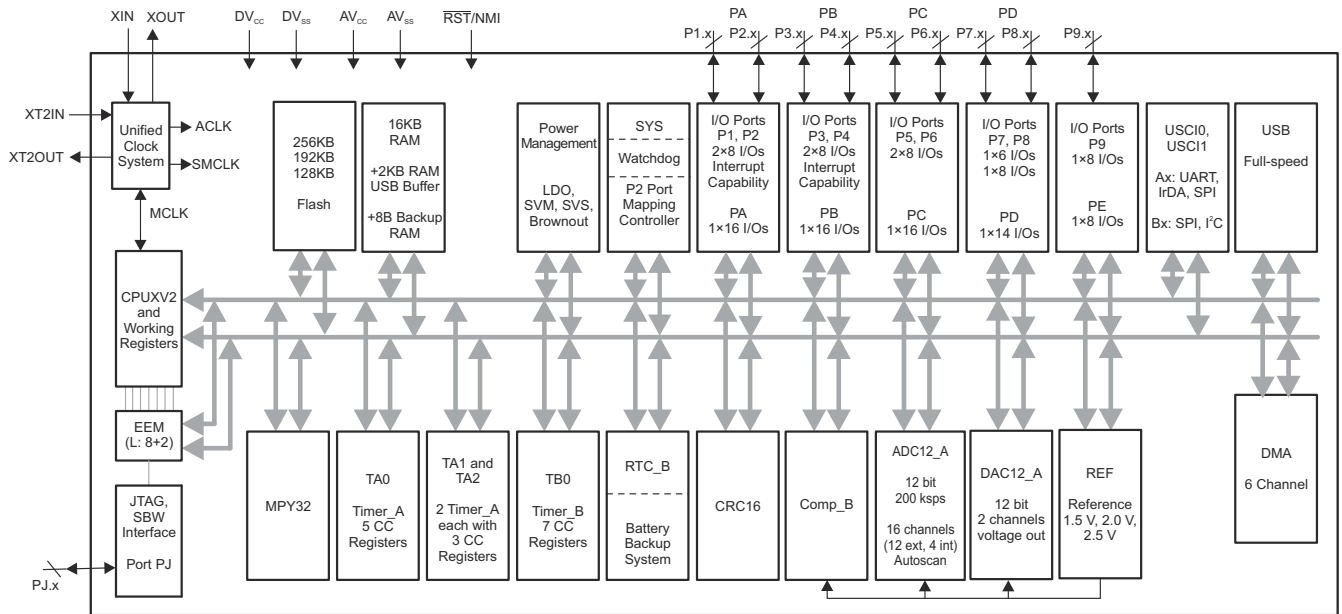 XIN XOUT DVCC DVSS AVCC AVSS RST/NMI
PA PB PC PD
P1.x P2.x P3.x P4.x P5.x P6.x P7.x P8.x P9.x
XT2IN
XT2OUT
Unified
Clock
System
ACLK
SMCLK
MCLK
256KB
192KB
128KB
Flash
16KB
RAM
+2KB RAM
USB Buffer
+8B Backup
RAM
Power
Management
LDO,
SVM, SVS,
Brownout
SYS
Watchdog
P2 Port
Mapping
Controller
I/O Ports
P1, P2
2×8 I/Os
Interrupt
Capability
PA
1×16 I/Os
I/O Ports
P3, P4
2×8 I/Os
Interrupt
Capability
PB
1×16 I/Os
I/O Ports
P5, P6
2×8 I/Os
PC
1×16 I/Os
I/O Ports
P7, P8
1×6 I/Os
1×8 I/Os
PD
1×14 I/Os
I/O Ports
P9
1×8 I/Os
PE
1×8 I/Os
USCI0,
USCI1
Ax: UART,
IrDA, SPI
Bx: SPI, I²C
USB
Full-speed
CPUXV2
and
Working
Registers
EEM
(L: 8+2)
JTAG,
SBW
Interface
Port PJ
PJ.x
MPY32
TA0
Timer_A
5 CC
Registers
TA1 and
TA2
2 Timer_A
each with
3 CC
Registers
TB0
Timer_B
7 CC
Registers
RTC_B
Battery
Backup
System
CRC16
Comp_B
ADC12_A
12 bit
200 ksps
16 channels
(12 ext, 4 int)
Autoscan
DAC12_A
12 bit
2 channels
voltage out
REF
Reference
1.5 V, 2.0 V,
2.5 V
DMA
6 Channel